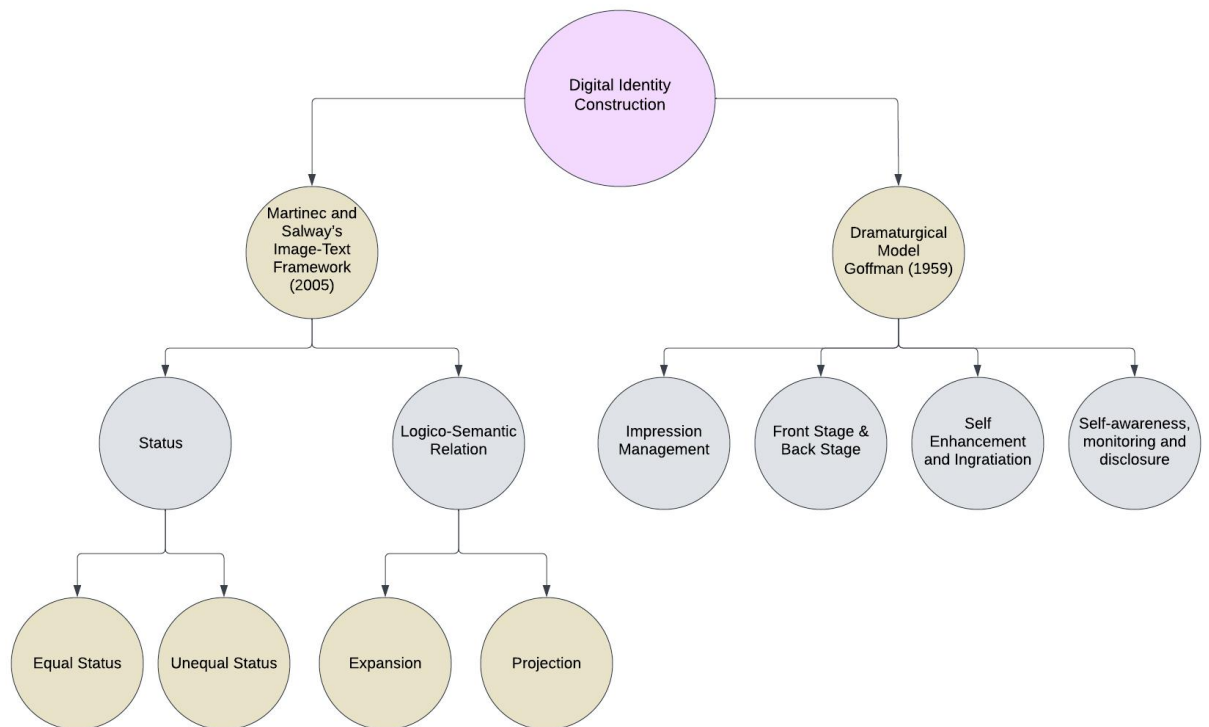 Digital Identity
Construction
Martinec and
Salway's
Image-Text
Framework
(2005)
Dramaturgical
Model
Goffman (1959)
Status
Logico-Semantic
Relation
Impression
Management
Front Stage &
Back Stage
Self
Enhancement
and Ingratiation
Self-awareness,
monitoring and
disclosure
Equal Status
Unequal Status
Expansion
Projection